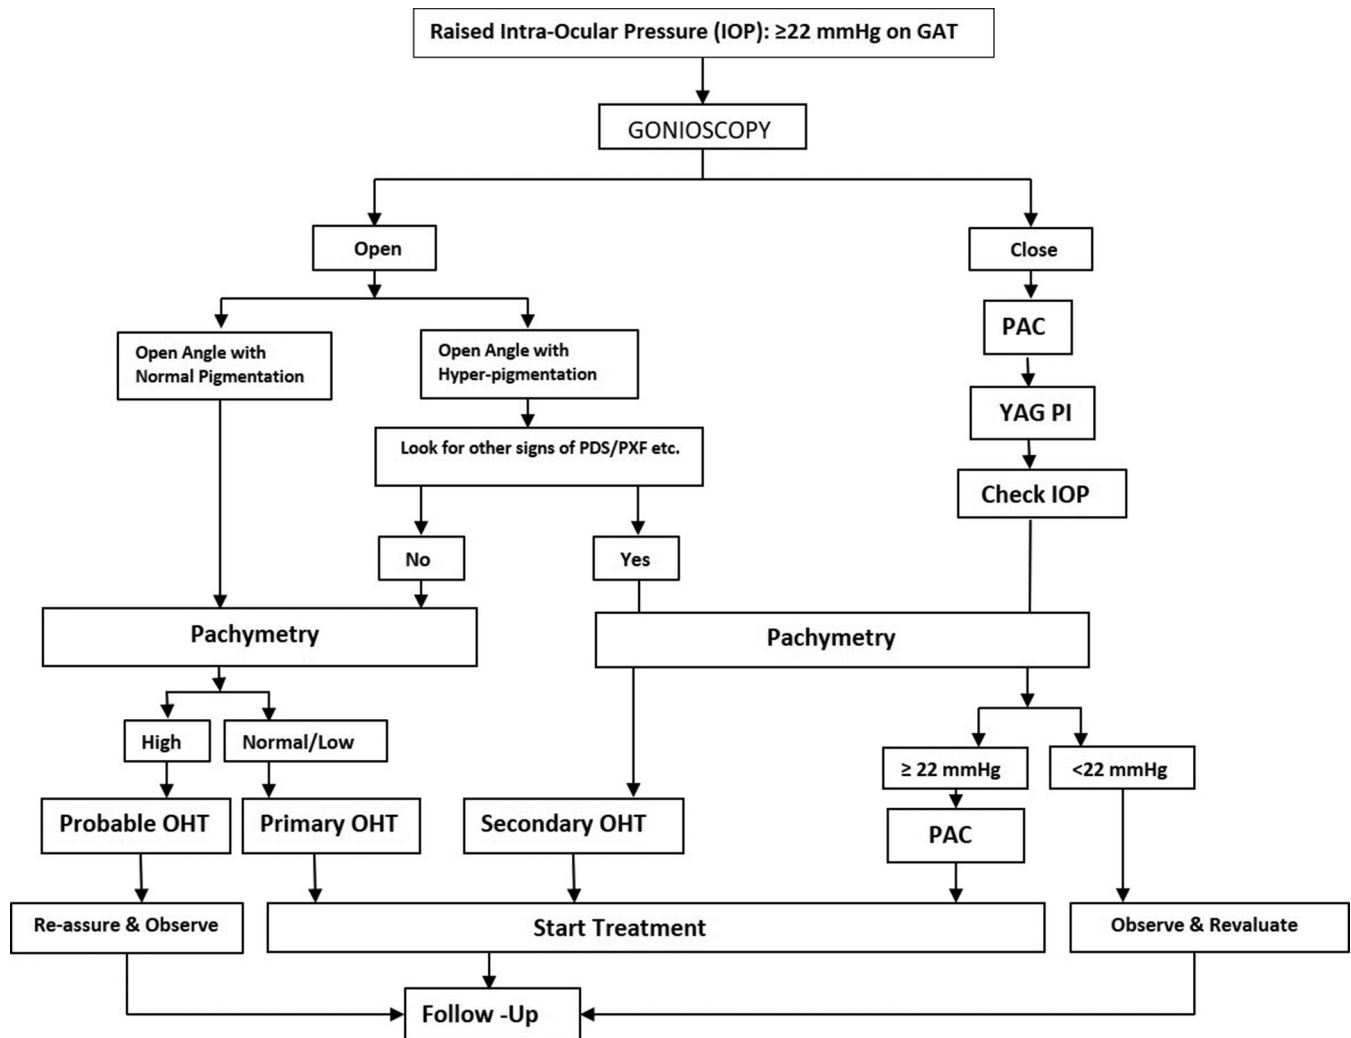 Raised Intra-Ocular Pressure (IOP): ≥22 mmHg on GAT
GONIOSCOPY
Open
Close
Open Angle with
Normal Pigmentation
Open Angle with
Hyper-pigmentation
PAC
YAG PI
Look for other signs of PDS/PXF etc.
Check IOP
No
Yes
Pachymetry
Pachymetry
High
Normal/Low
≥ 22 mmHg
<22 mmHg
Probable OHT
Primary OHT
Secondary OHT
PAC
Re-assure & Observe
Start Treatment
Observe & Revaluate
Follow -Up